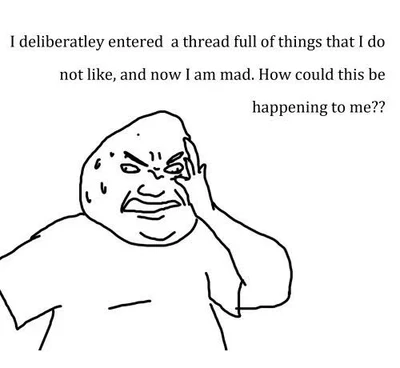 I deliberatley entered  a thread full of things that I do
not like, and now I am mad. How could this be
happening to me??